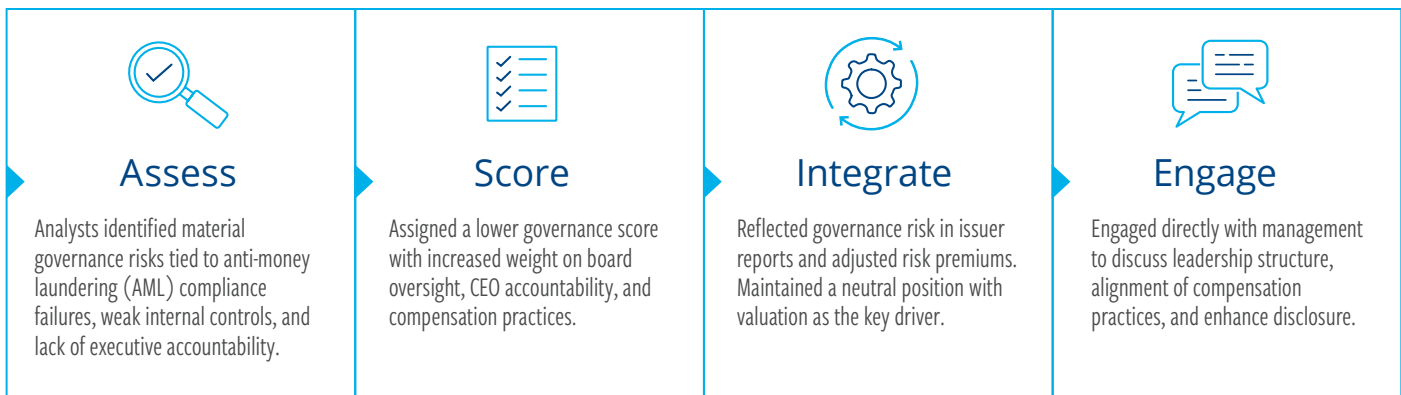 Assess
Analysts identified material
governance risks tied to anti-money
laundering (AML) compliance
failures, weak internal controls, and
lack of executive accountability.
Score
Assigned a lower governance score
with increased weight on board
oversight, CEO accountability, and
compensation practices.
Integrate
Reflected governance risk in issuer
reports and adjusted risk premiums.
Maintained a neutral position with
valuation as the key driver.
Engage
Engaged directly with management
to discuss leadership structure,
alignment of compensation
practices, and enhance disclosure.